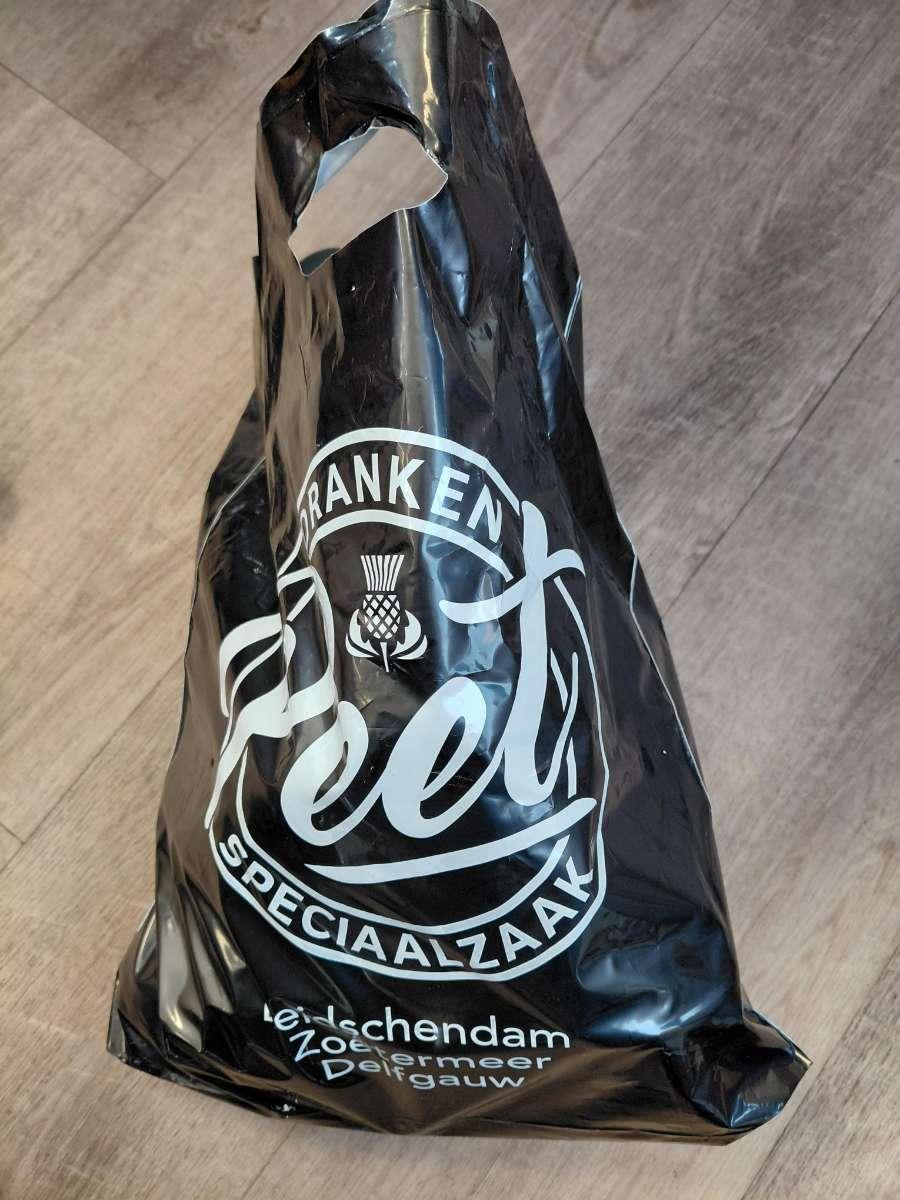 DRANKEN
Peet
SPECIAALZAAK
Leidschendam
Zoetermeer
Delfgauw